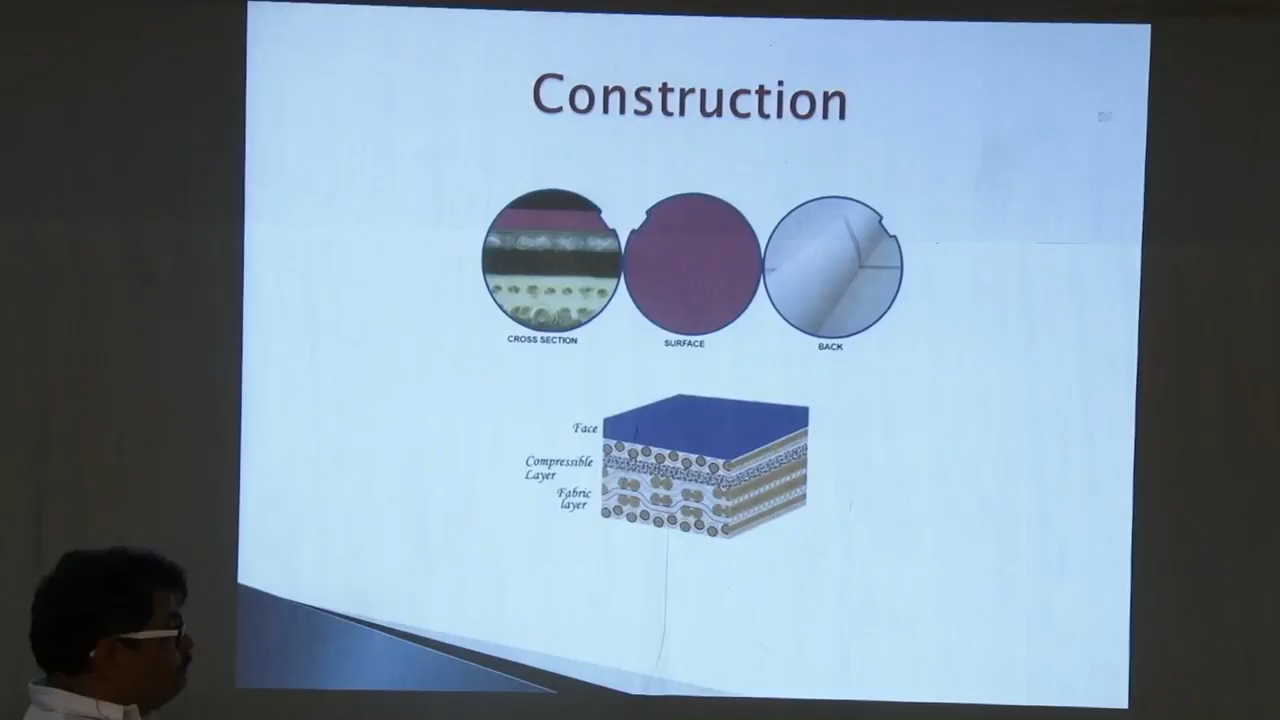 Construction
CROSS SECTION
SURFACE
BACK
Face
Compressible
Layer
Fabric
layer